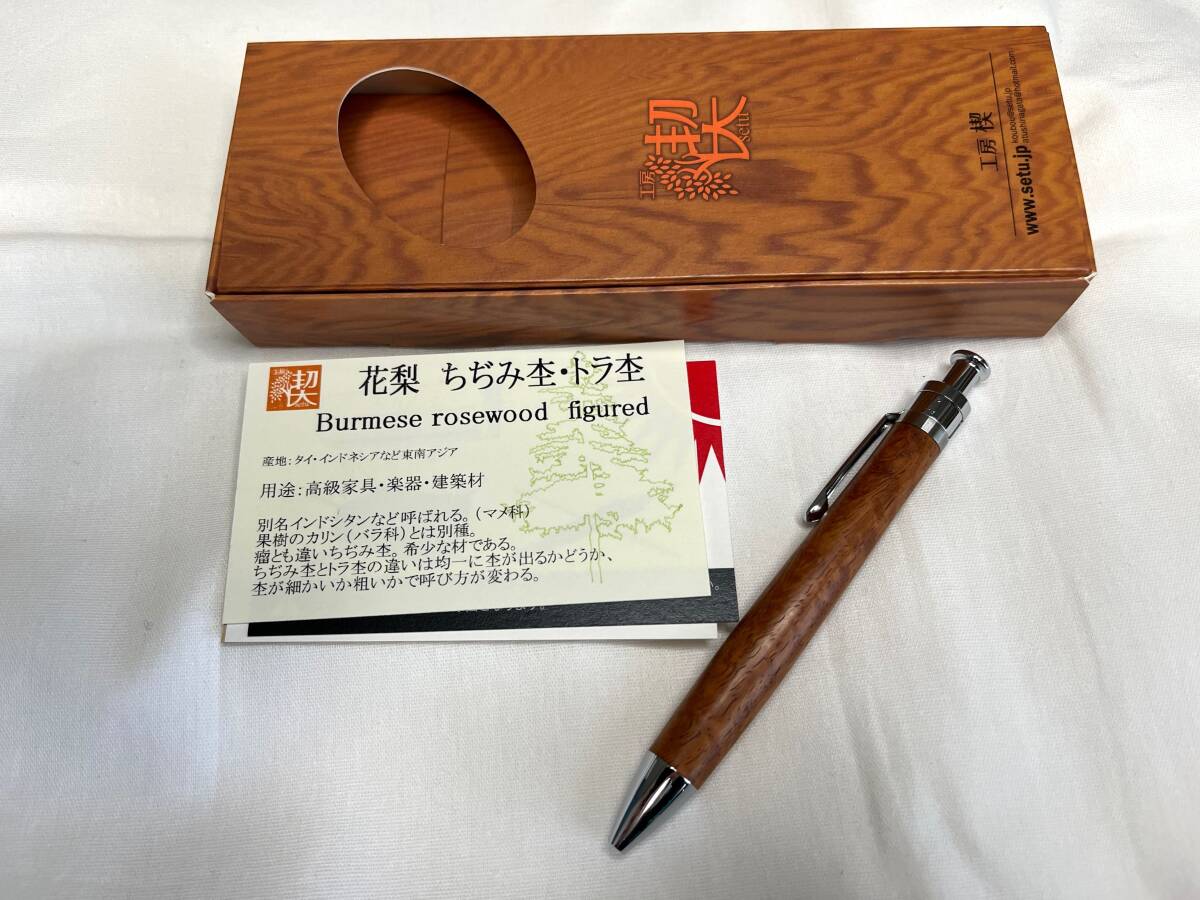 工房
楔
setu
工房 楔
koubou@setu.jp
www.setu.jp
楔
花梨 ちぢみ杢・トラ杢
Burmese rosewood figured
産地：タイ・インドネシアなど東南アジア
用途：高級家具・楽器・建築材
別名インドシタンなど呼ばれる。（マメ科）
果樹のカリン（バラ科）とは別種。
瘤とも違いちぢみ杢。希少な材である。
ちぢみ杢とトラ杢の違いは均一に杢が出るかどうか、
杢が細かいか粗いかで呼び方が変わる。